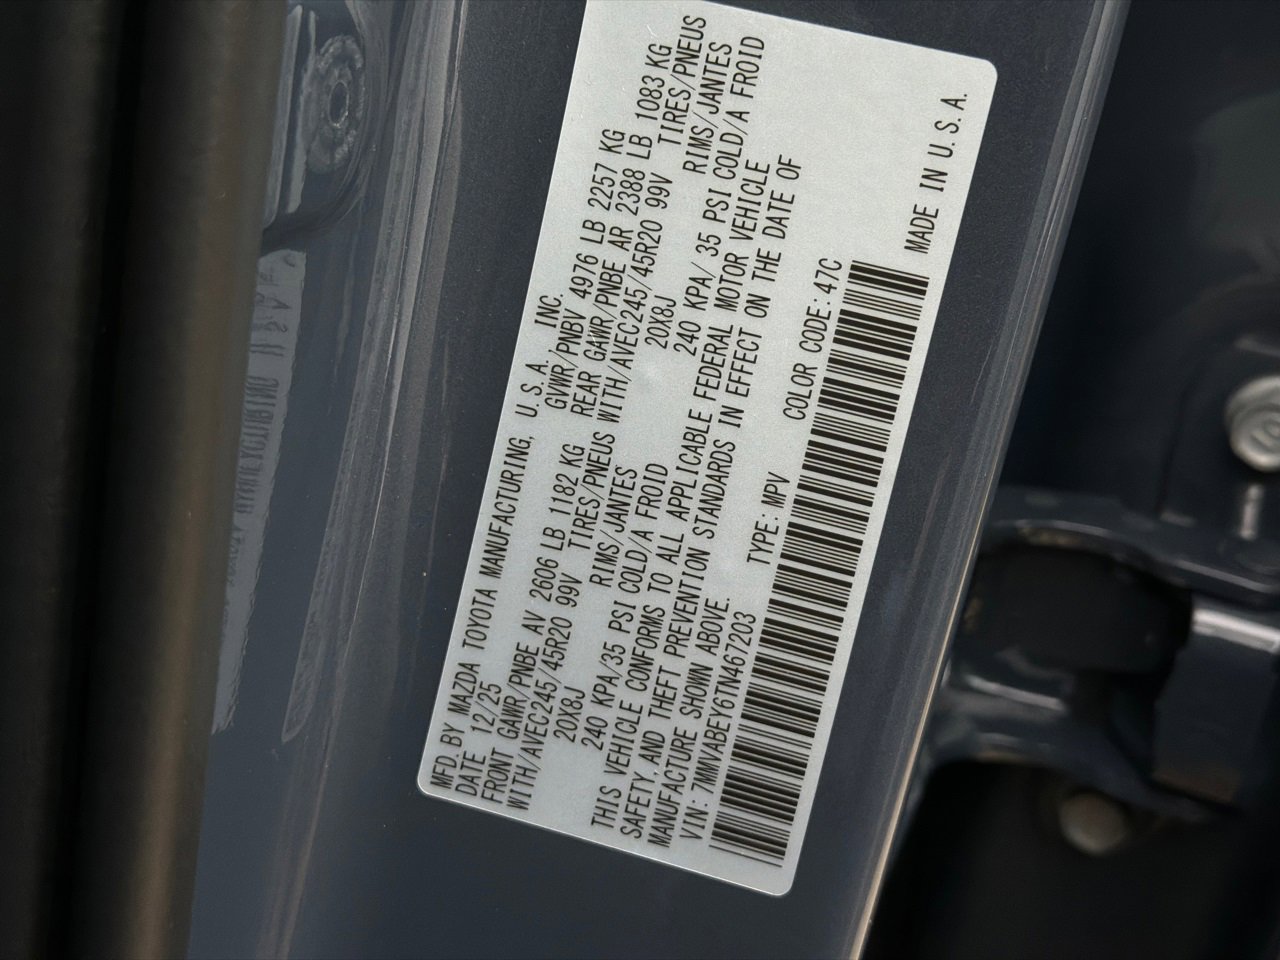 MFD. BY MAZDA TOYOTA MANUFACTURING, U. S. A. INC.
DATE 12/25 GVWR/PNBV 4976 LB 2257 KG
FRONT GAWR/PNBE AV 2606 LB 1182 KG REAR GAWR/PNBE AR 2388 LB 1083 KG
WITH/AVEC245/45R20 99V TIRES/PNEUS WITH/AVEC245/45R20 99V TIRES/PNEUS
20X8J RIMS/JANTES 20X8J RIMS/JANTES
240 KPA/35 PSI COLD/A FROID 240 KPA/ 35 PSI COLD/A FROID
THIS VEHICLE CONFORMS TO ALL APPLICABLE FEDERAL MOTOR VEHICLE
SAFETY, AND THEFT PREVENTION STANDARDS IN EFFECT ON THE DATE OF
MANUFACTURE SHOWN ABOVE.
VIN: 7MMVABEY6TN467203 TYPE: MPV COLOR CODE: 47C
MADE IN U. S. A.